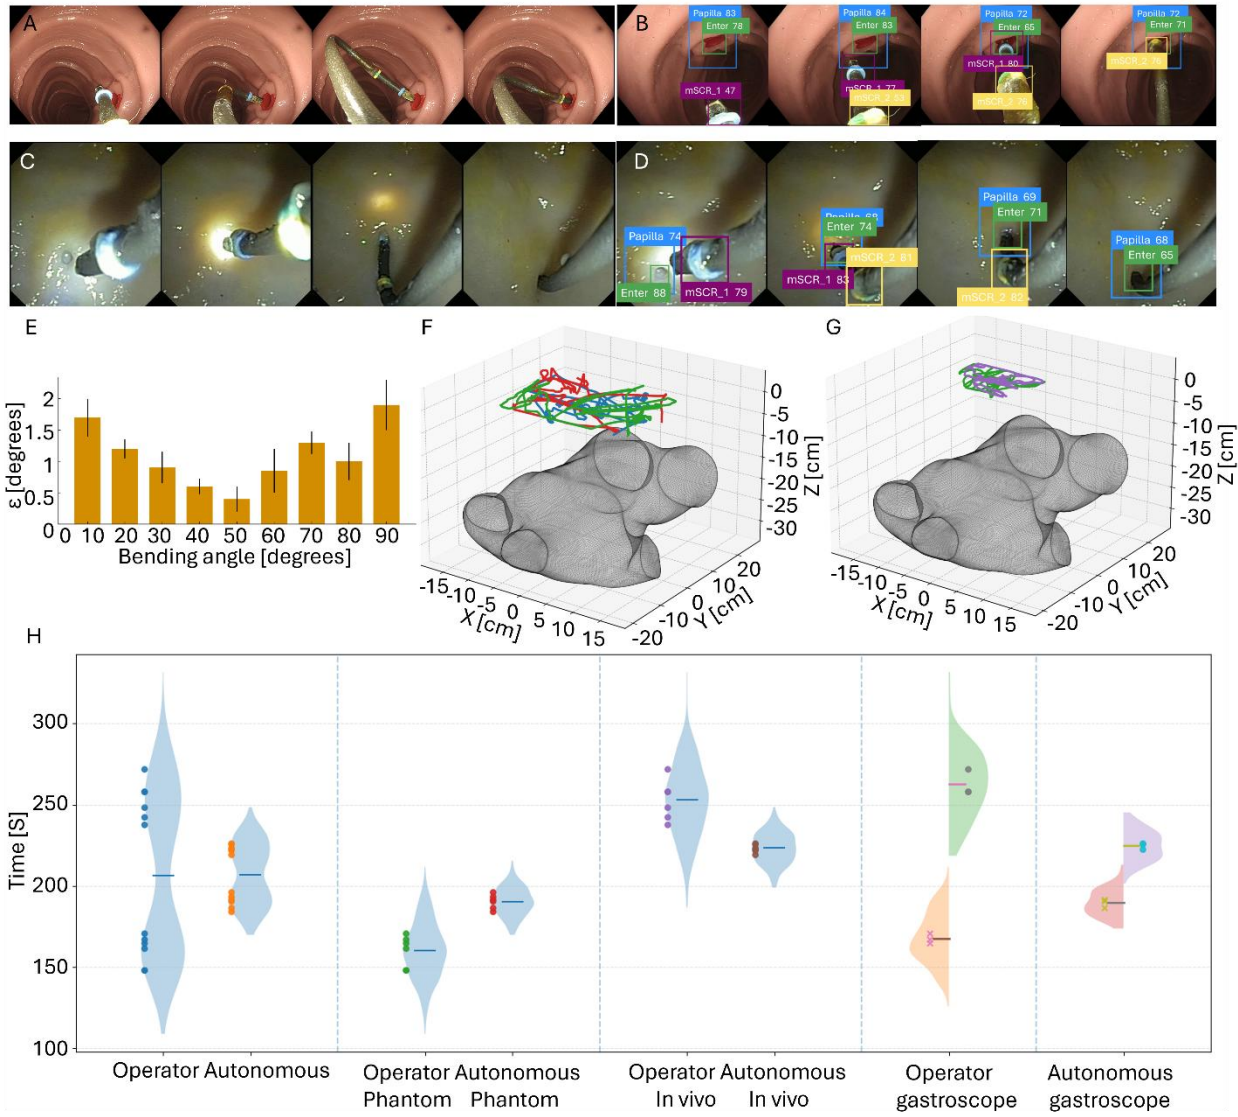 A
B
Papilla 83
Enter 78
mSCR_1 47
Papilla 84
Enter 83
mSCR_1 77
mSCR_2 53
Papilla 72
Enter 65
mSCR_1 80
mSCR_2 78
Papilla 72
Enter 71
mSCR_2 76
C
D
Papilla 74
Enter 88
mSCR_1 79
Papilla 68
Enter 74
mSCR_2 81
mSCR_1 83
Papilla 69
Enter 71
mSCR_2 82
Papilla 68
Enter 65
E
ε [degrees]
2
1.5
1
0.5
0
0 10 20 30 40 50 60 70 80 90
Bending angle [degrees]
F
0
-5
-10
-15
-20
-25
-30
Z [cm]
-15 -10 -5 0 5 10 15
X [cm]
-20 -10 0 10 20
Y [cm]
G
0
-5
-10
-15
-20
-25
-30
Z [cm]
-15 -10 -5 0 5 10 15
X [cm]
-20 -10 0 10 20
Y [cm]
H
Time [S]
300
250
200
150
100
Operator Autonomous
Operator Autonomous
Phantom Phantom
Operator Autonomous
In vivo In vivo
Operator
gastroscope
Autonomous
gastroscope